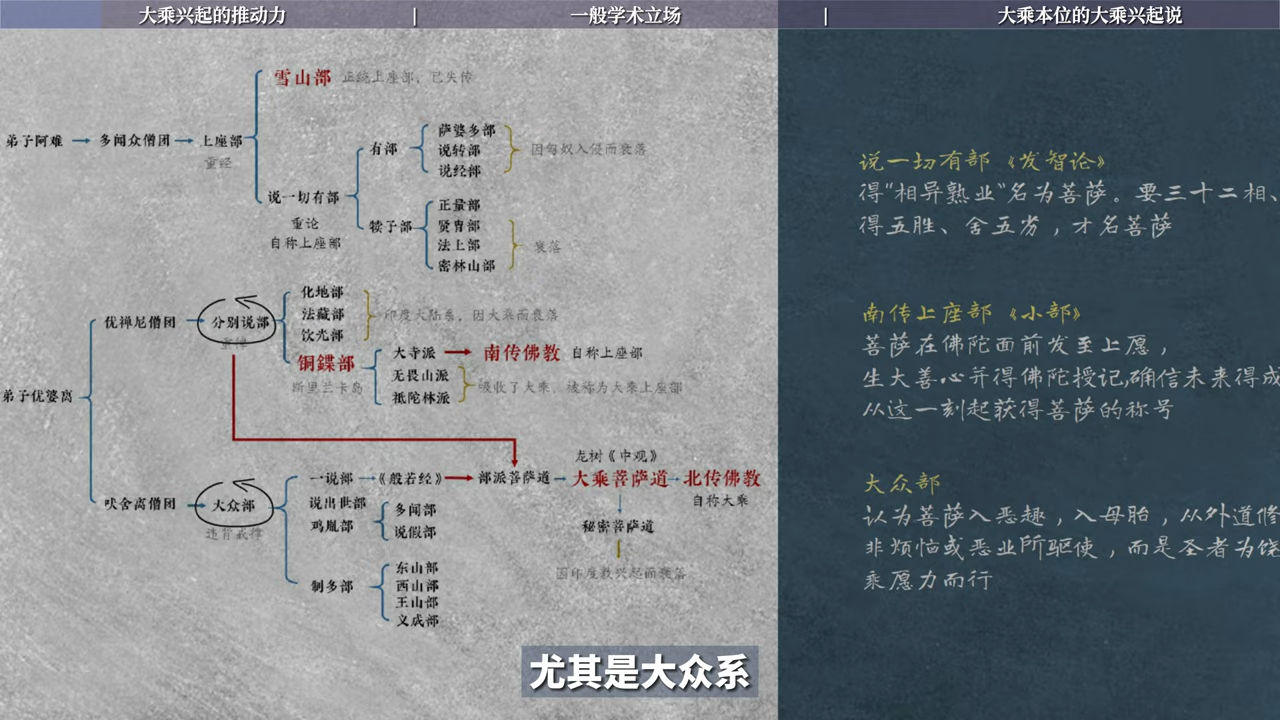 大乘兴起的推动力 | 一般学术立场 | 大乘本位的大乘兴起说
雪山部 正统上座部，已失传
弟子阿难 多闻众僧团 上座部
重经
有部
萨婆多部
说转部
说经部
因匈奴入侵而衰落
说一切有部
重论
自称上座部
犊子部
正量部
贤胄部
法上部
密林山部
衰落
弟子优婆离
优禅尼僧团
分别说部
化地部
法藏部
饮光部
印度大陆系，因大乘而衰落
铜鍱部
斯里兰卡岛
大寺派 南传佛教 自称上座部
无畏山派
祇陀林派
吸收了大乘，被称为大乘上座部
吠舍离僧团
大众部
违背戒律
一说部 《般若经》 部派菩萨道 大乘菩萨道 北传佛教
龙树《中观》
自称大乘
说出世部
鸡胤部
多闻部
说假部
秘密菩萨道
因印度教兴起而衰落
制多部
东山部
西山部
王山部
义成部
说一切有部 《发智论》
得“相异熟业”名为菩萨。要三十二相、
得五胜、舍五劣，才名菩萨
南传上座部 《小部》
菩萨在佛陀面前发至上愿，
生大善心并得佛陀授记，确信未来得成
从这一刻起获得菩萨的称号
大众部
认为菩萨入恶趣，入母胎，从外道修
非烦恼或恶业所驱使，而是圣者为饶
乘愿力而行
尤其是大众系